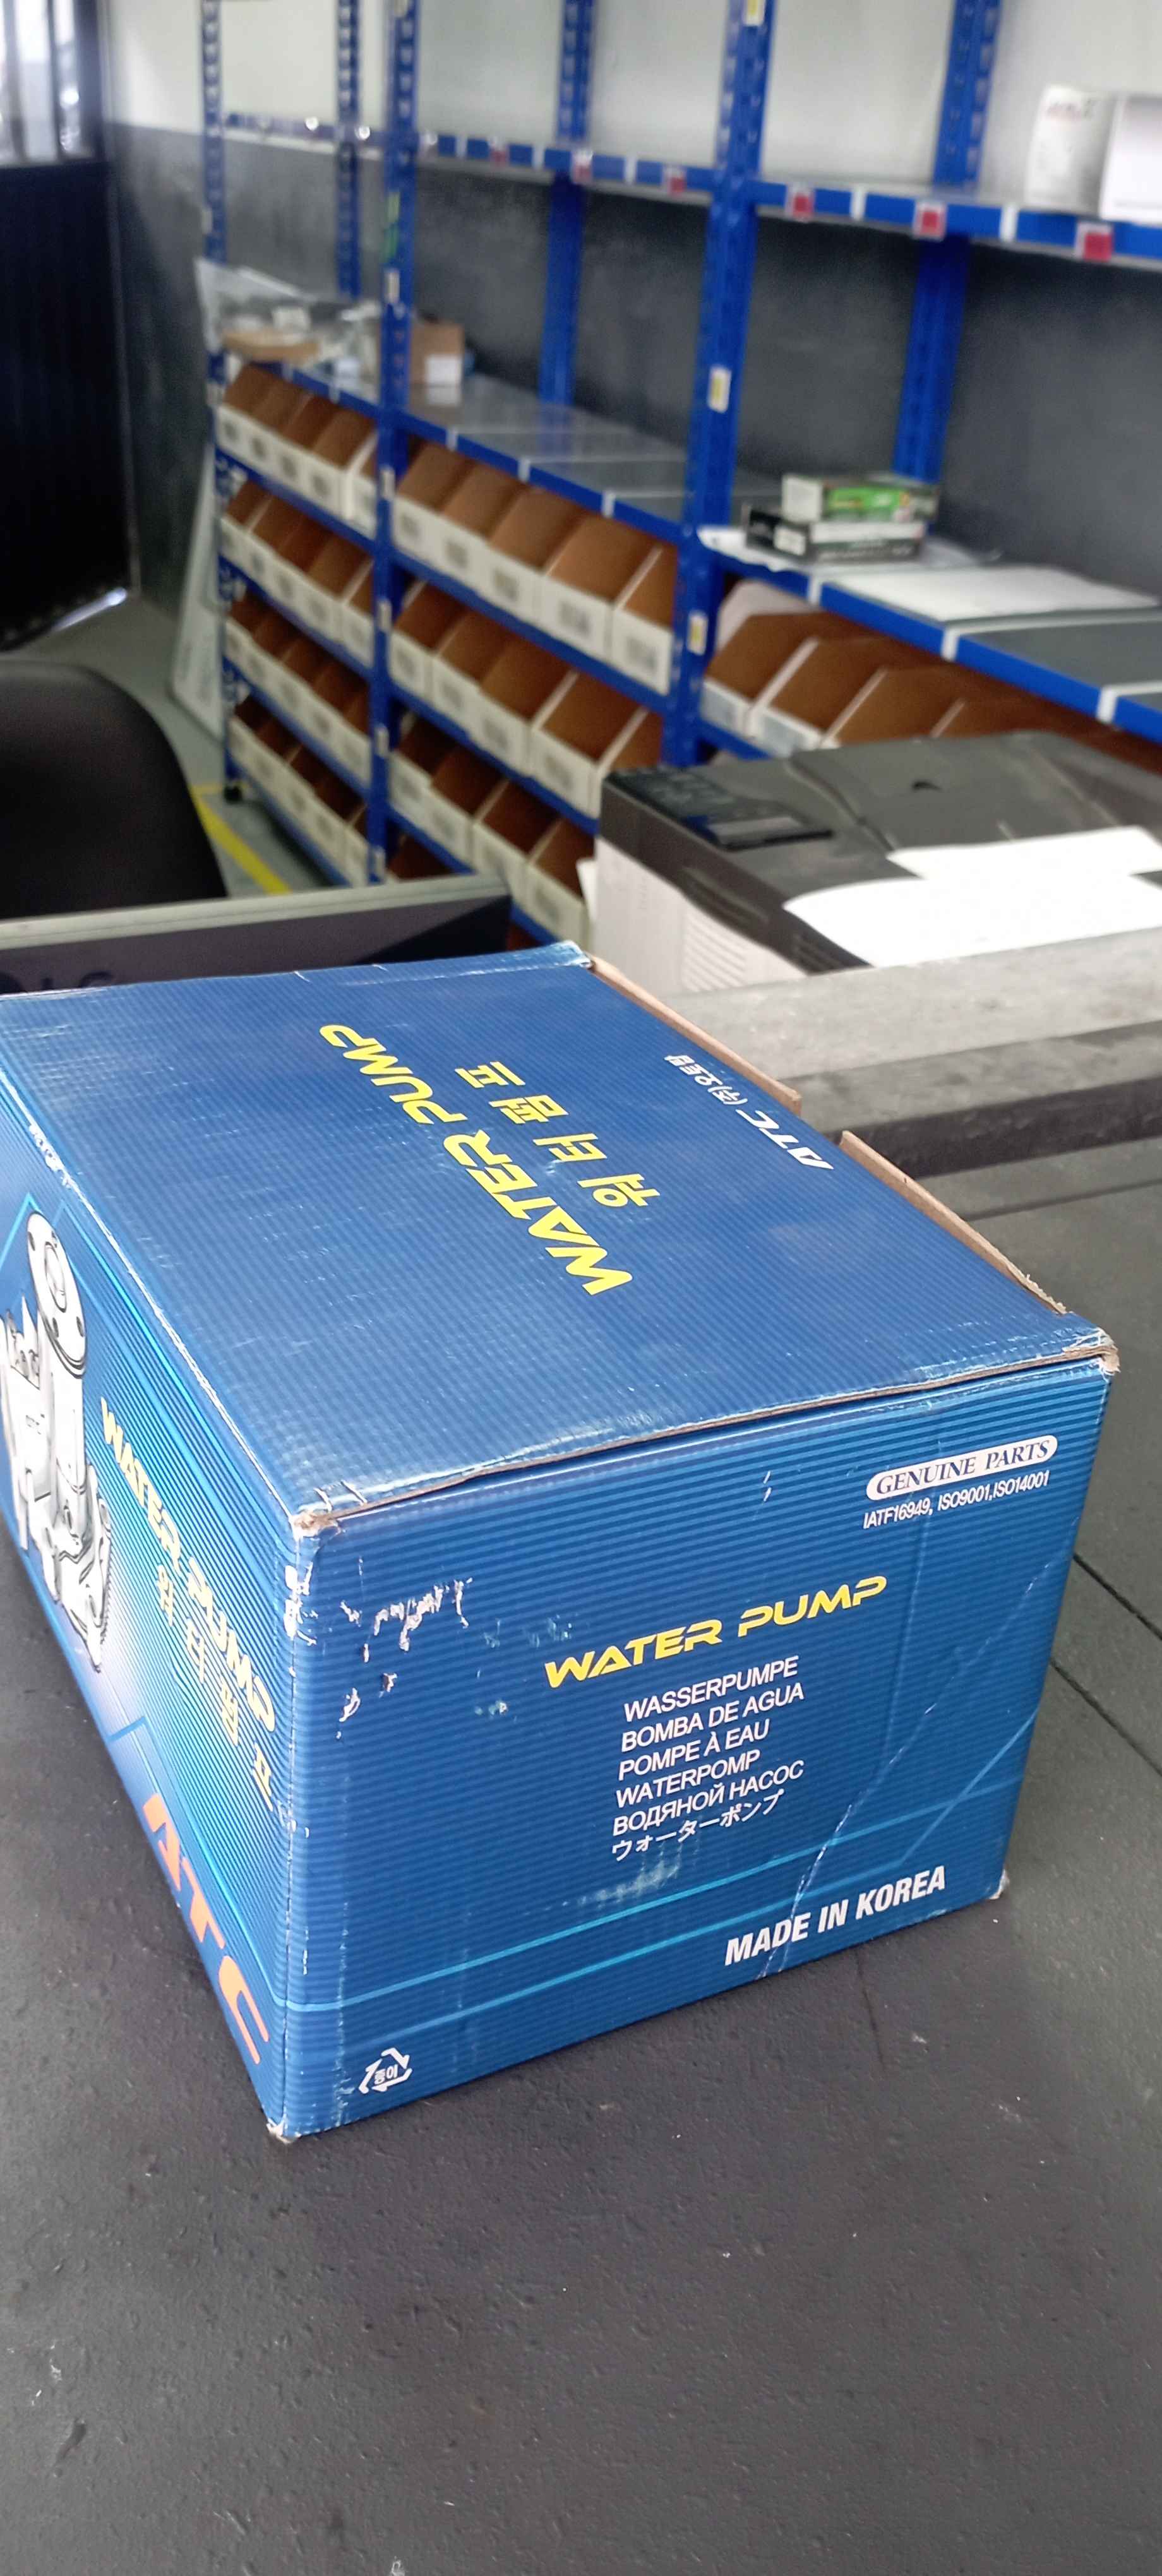 WATER PUMP
워 터 펌 프
ATC (주)오토템
GENUINE PARTS
IATF16949, ISO9001,ISO14001
WATER PUMP
WASSERPUMPE
BOMBA DE AGUA
POMPE À EAU
WATERPOMP
ВОДЯНОЙ НАСОС
ウォーターポンプ
MADE IN KOREA
종이
WATER PUMP
워 터 펌 프
ATC